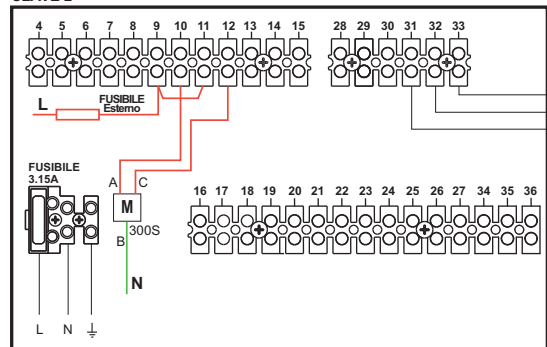 4 5 6 7 8 9 10 11 12 13 14 15 28 29 30 31 32 33
L
FUSIBILE
Esterno
FUSIBILE
3.15A
A C
M
300S
B
N
16 17 18 19 20 21 22 23 24 25 26 27 34 35 36
L N